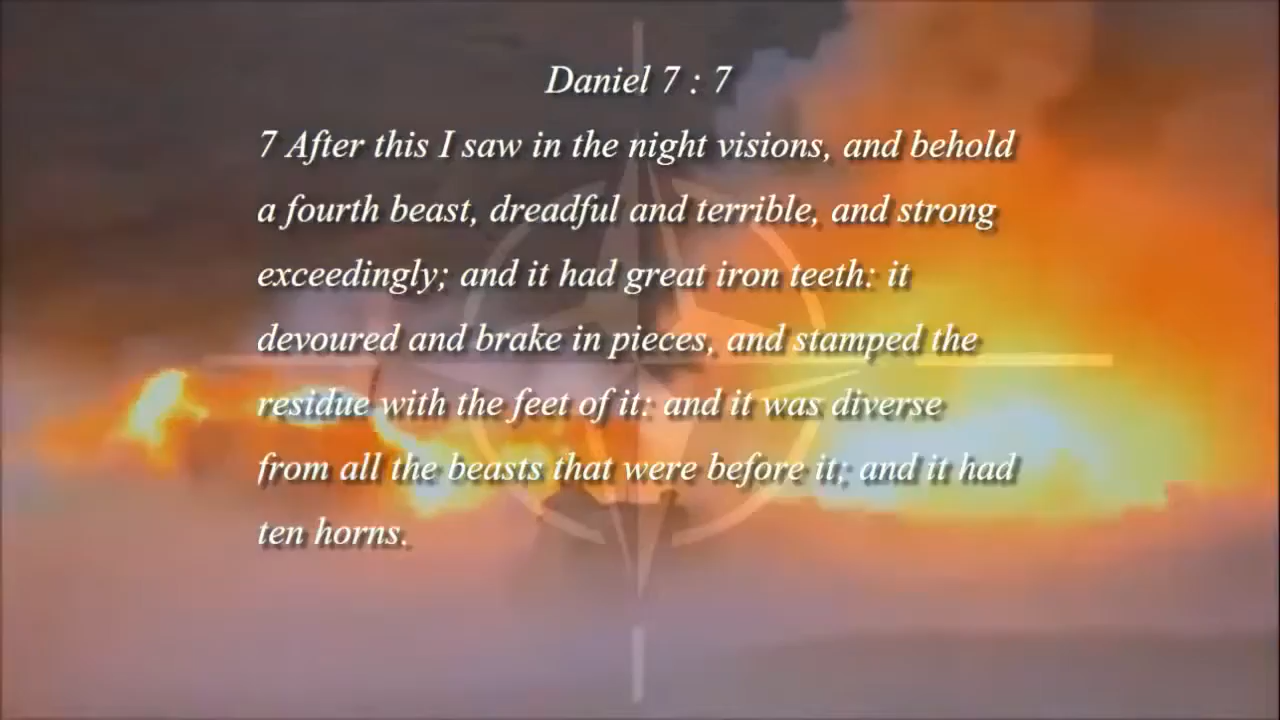 Daniel 7 : 7
7 After this I saw in the night visions, and behold
a fourth beast, dreadful and terrible, and strong
exceedingly; and it had great iron teeth: it
devoured and brake in pieces, and stamped the
residue with the feet of it: and it was diverse
from all the beasts that were before it; and it had
ten horns.